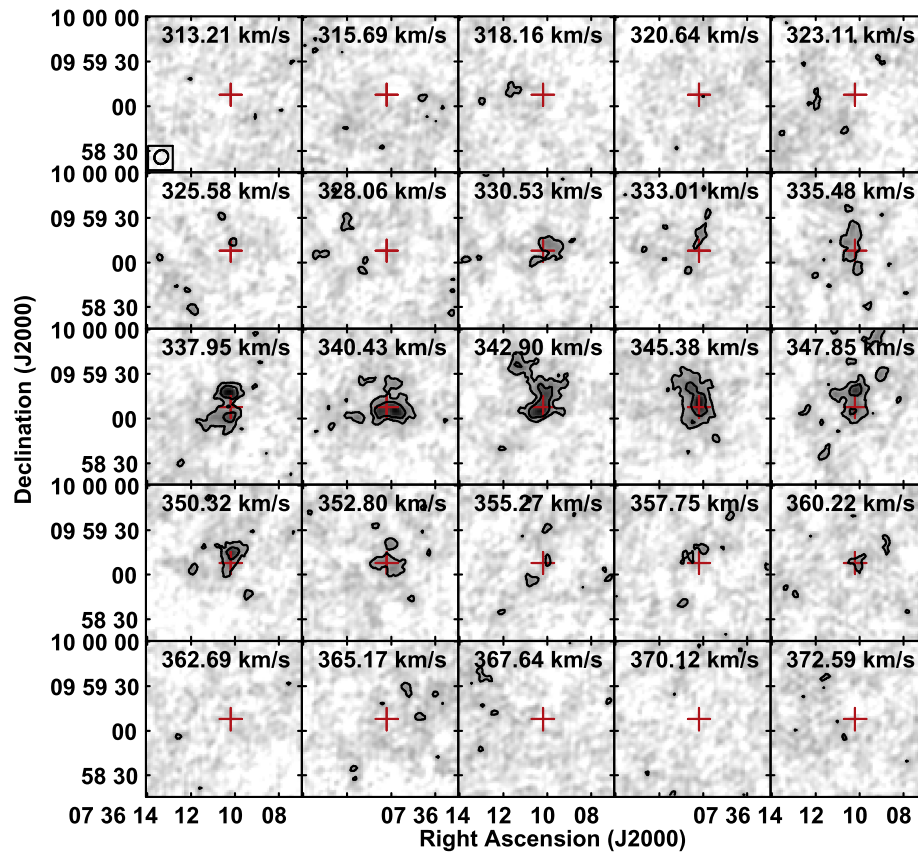 10 00 00
313.21 km/s 315.69 km/s 318.16 km/s 320.64 km/s 323.11 km/s
09 59 30
00
58 30
10 00 00
325.58 km/s 328.06 km/s 330.53 km/s 333.01 km/s 335.48 km/s
09 59 30
00
58 30
10 00 00
337.95 km/s 340.43 km/s 342.90 km/s 345.38 km/s 347.85 km/s
09 59 30
00
58 30
10 00 00
350.32 km/s 352.80 km/s 355.27 km/s 357.75 km/s 360.22 km/s
09 59 30
00
58 30
10 00 00
362.69 km/s 365.17 km/s 367.64 km/s 370.12 km/s 372.59 km/s
09 59 30
00
58 30
07 36 14 12 10 08 07 36 14 12 10 08 07 36 14 12 10 08
Declination (J2000)
Right Ascension (J2000)